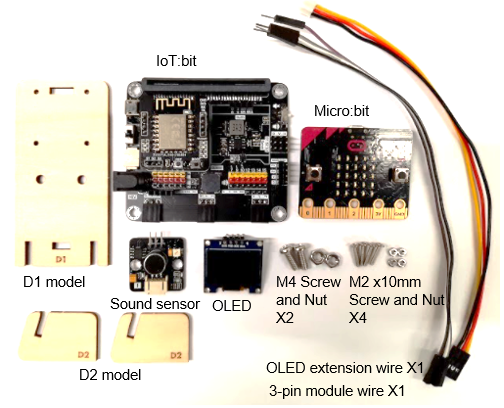 IoT:bit
Micro:bit
D1
D1 model
Sound sensor
OLED
M4 Screw
and Nut
X2
M2 x10mm
Screw and Nut
X4
D2
D2
D2 model
OLED extension wire X1
3-pin module wire X1